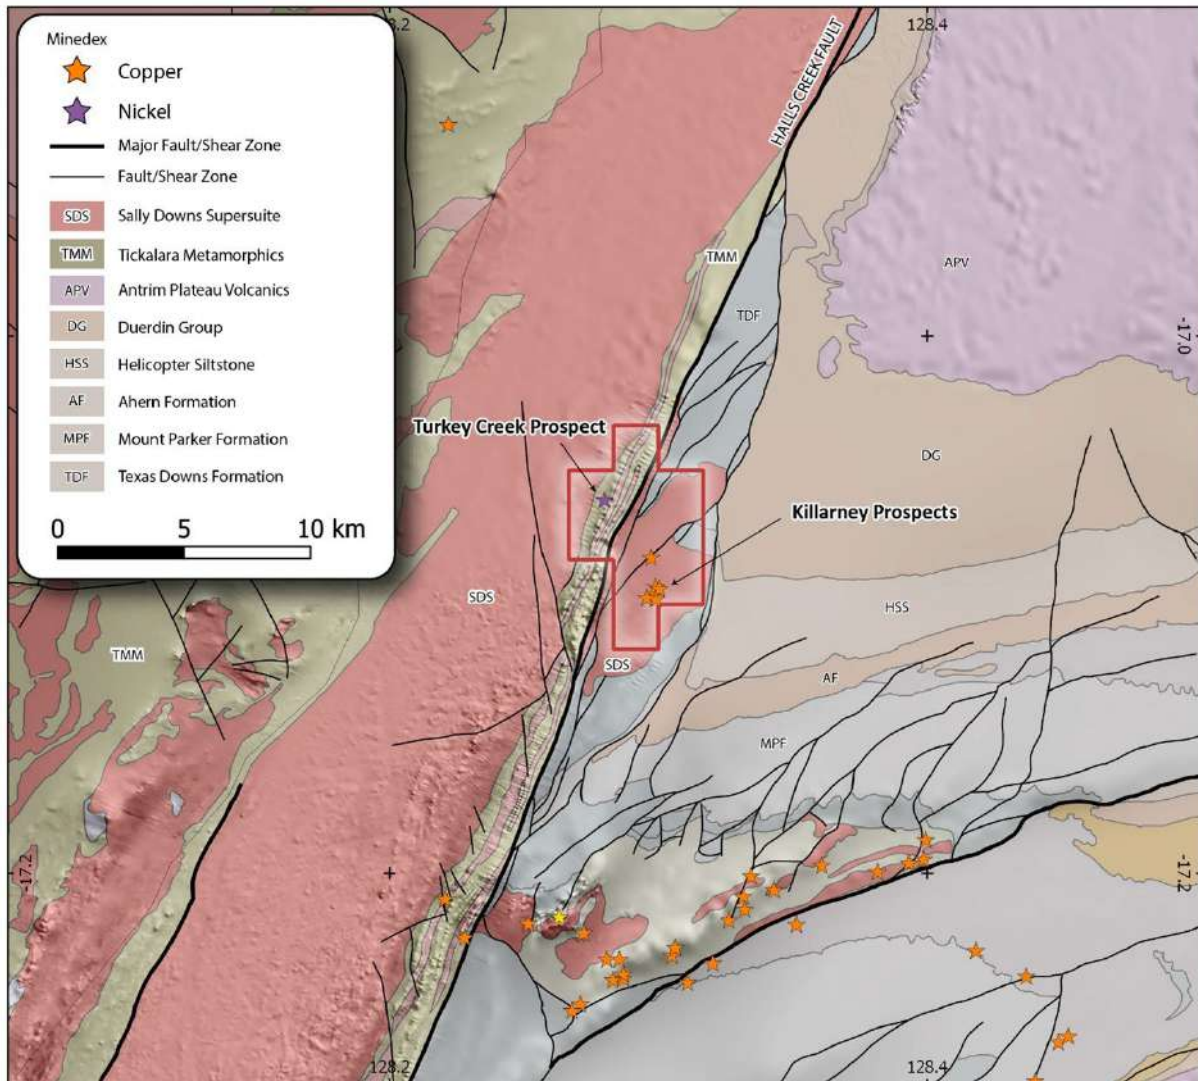 Minedex
Copper
Nickel
Major Fault/Shear Zone
Fault/Shear Zone
SDS Sally Downs Supersuite
TMM Tickalara Metamorphics
APV Antrim Plateau Volcanics
DG Duerdin Group
HSS Helicopter Siltstone
AF Ahern Formation
MPF Mount Parker Formation
TDF Texas Downs Formation
0 5 10 km
128.4
HALLS CREEK FAULT
TMM
APV
TDF
-17.0
Turkey Creek Prospect
DG
Killarney Prospects
SDS
HSS
TMM
SDS
AF
MPF
-17.2
-17.2
128.2
128.4